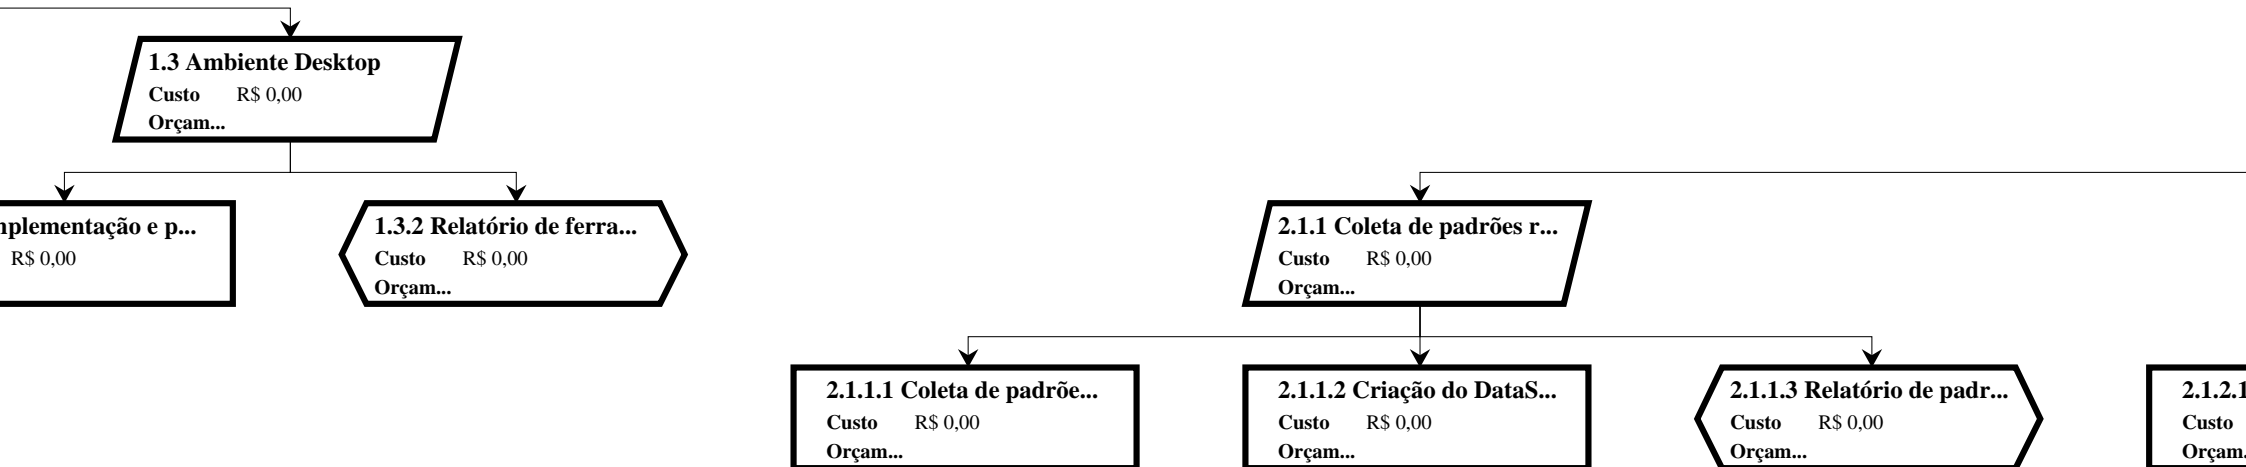 1.3 Ambiente Desktop
Custo R$ 0,00
Orçam...
mplementação e p...
R$ 0,00
1.3.2 Relatório de ferra...
Custo R$ 0,00
Orçam...
2.1.1 Coleta de padrões r...
Custo R$ 0,00
Orçam...
2.1.1.1 Coleta de padrõe...
Custo R$ 0,00
Orçam...
2.1.1.2 Criação do DataS...
Custo R$ 0,00
Orçam...
2.1.1.3 Relatório de padr...
Custo R$ 0,00
Orçam...
2.1.2.1
Custo
Orçam.